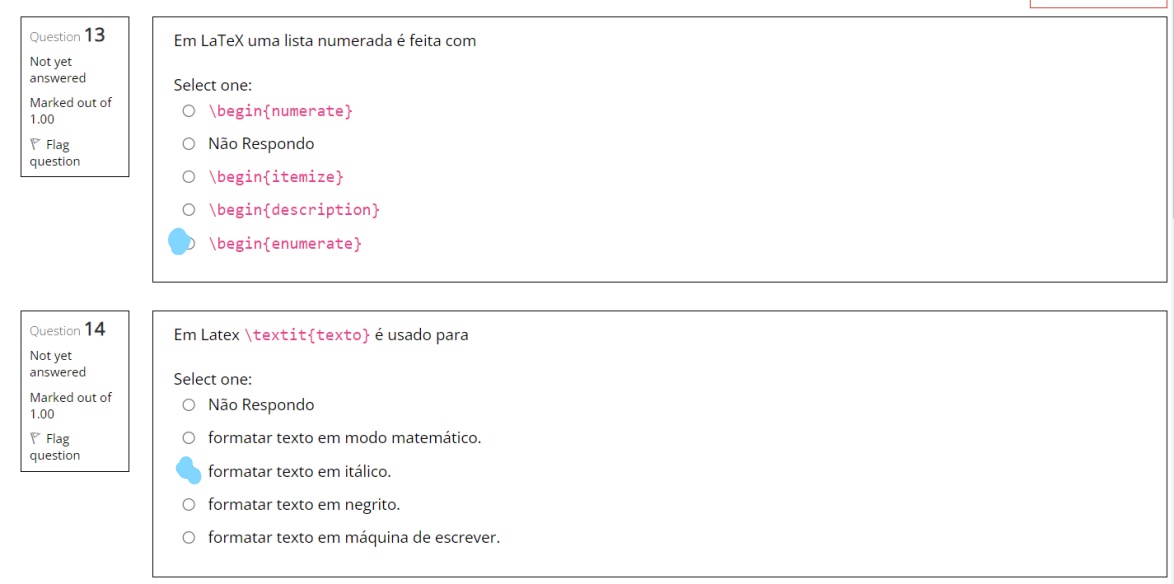 Question 13
Not yet
answered
Marked out of
1.00
Flag
question
Em LaTeX uma lista numerada é feita com
Select one:
\begin{numerate}
Não Respondo
\begin{itemize}
\begin{description}
\begin{enumerate}
Question 14
Not yet
answered
Marked out of
1.00
Flag
question
Em Latex \textit{texto} é usado para
Select one:
Não Respondo
formatar texto em modo matemático.
formatar texto em itálico.
formatar texto em negrito.
formatar texto em máquina de escrever.